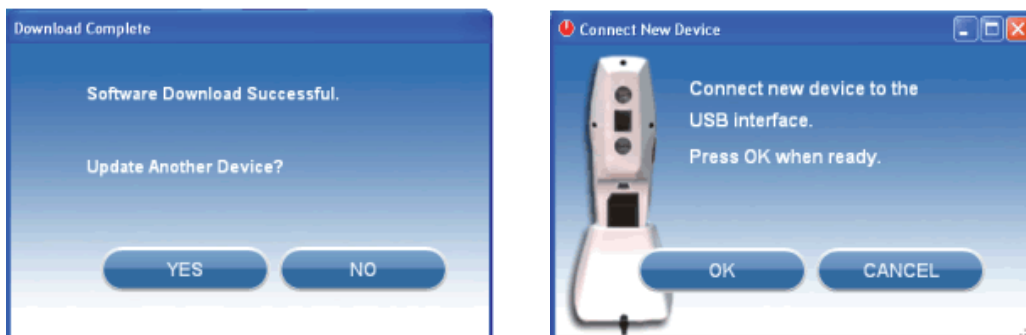 Download Complete
Software Download Successful.
Update Another Device?
YES
NO
Connect New Device
Connect new device to the
USB interface.
Press OK when ready.
OK
CANCEL